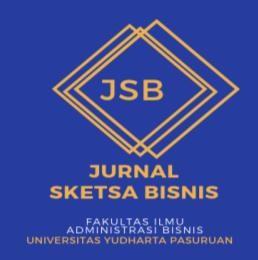 JSB
JURNAL
SKETSA BISNIS
FAKULTAS ILMU
ADMINISTRASI BISNIS
UNIVERSITAS YUDHARTA PASURUAN